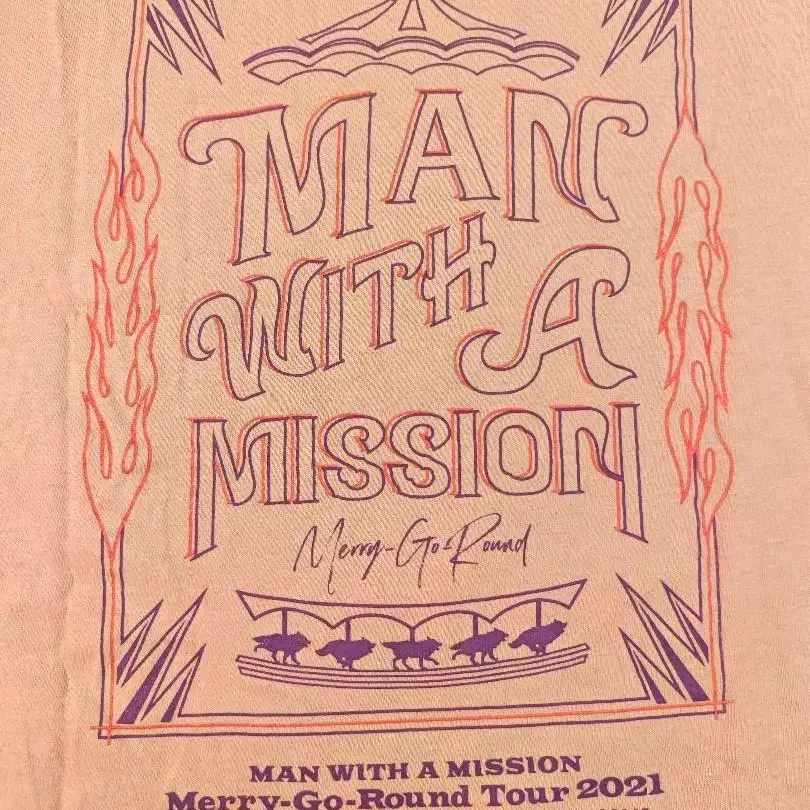 MAN
WITH A
MISSION
Merry-Go-Round
MAN WITH A MISSION
Merry-Go-Round Tour 2021